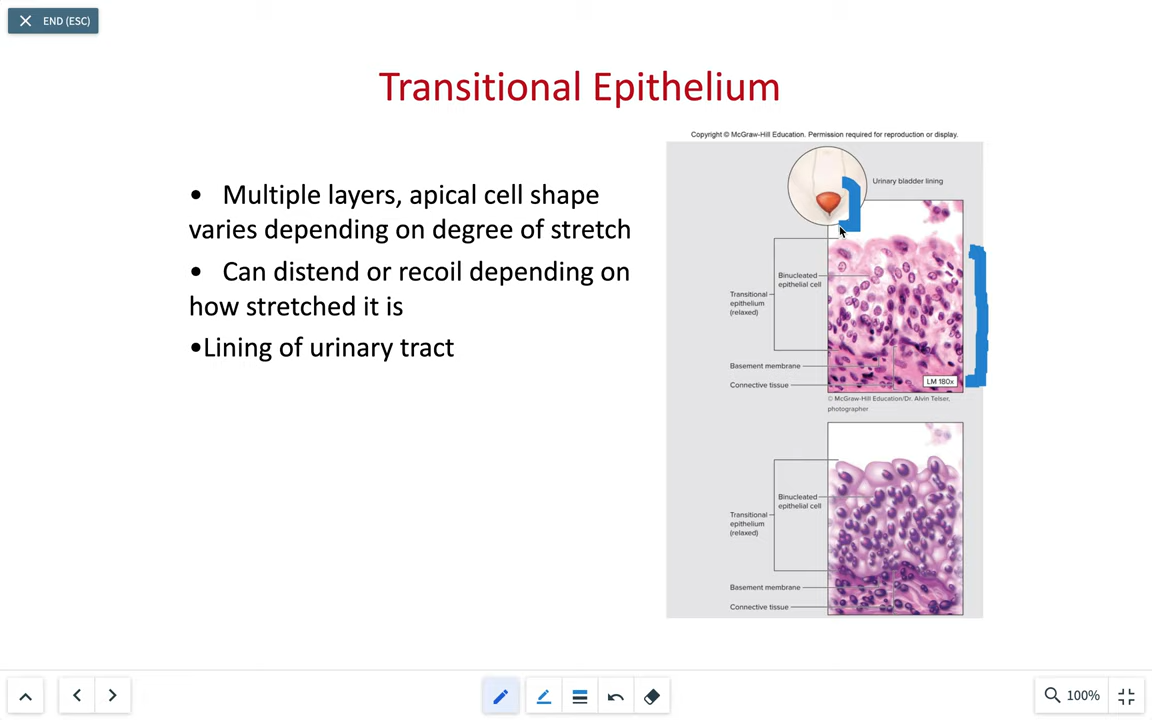 END (ESC)
Transitional Epithelium
Copyright © McGraw-Hill Education. Permission required for reproduction or display.
• Multiple layers, apical cell shape
varies depending on degree of stretch
• Can distend or recoil depending on
how stretched it is
•Lining of urinary tract
Urinary bladder lining
Binucleated
epithelial cell
Transitional
epithelium
(relaxed)
Basement membrane
Connective tissue
LM 180x
© McGraw-Hill Education/Dr. Alvin Telser,
photographer
Binucleated
epithelial cell
Transitional
epithelium
(relaxed)
Basement membrane
Connective tissue
100%